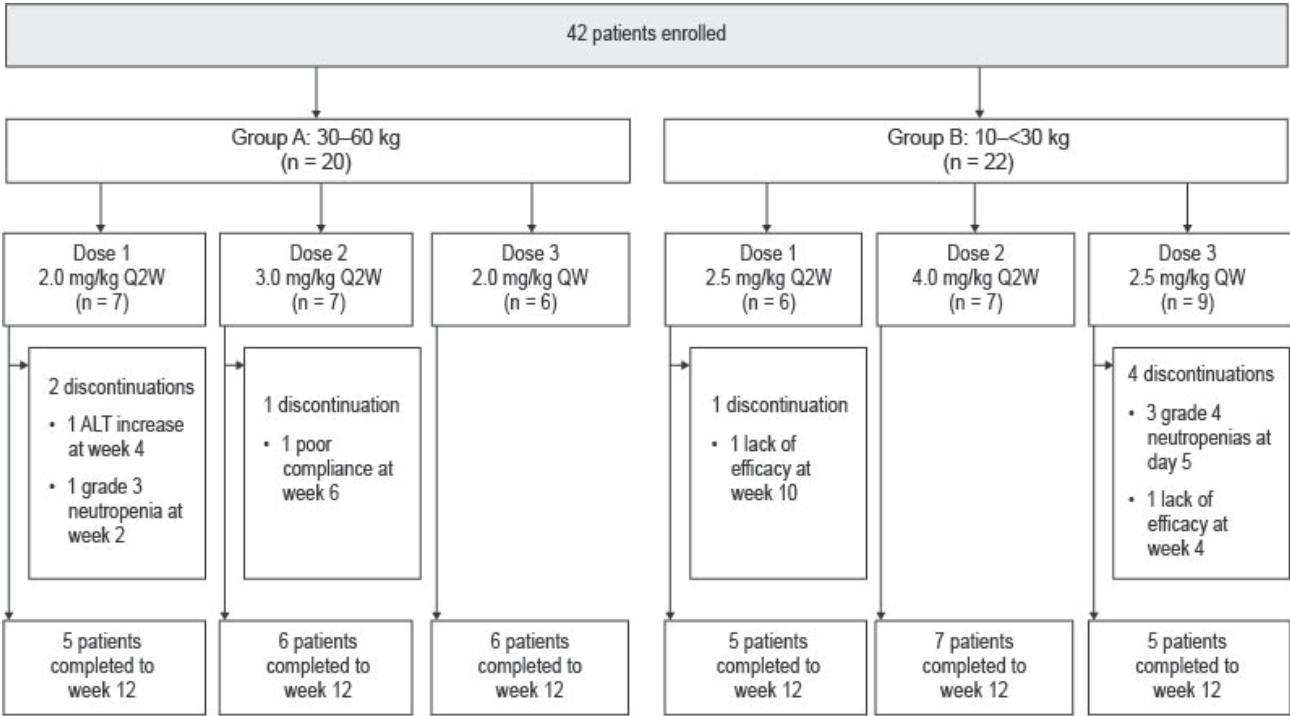 42 patients enrolled
Group A: 30–60 kg
(n = 20)
Group B: 10–<30 kg
(n = 22)
Dose 1
2.0 mg/kg Q2W
(n = 7)
Dose 2
3.0 mg/kg Q2W
(n = 7)
Dose 3
2.0 mg/kg QW
(n = 6)
Dose 1
2.5 mg/kg Q2W
(n = 6)
Dose 2
4.0 mg/kg Q2W
(n = 7)
Dose 3
2.5 mg/kg QW
(n = 9)
2 discontinuations
• 1 ALT increase
at week 4
• 1 grade 3
neutropenia at
week 2
1 discontinuation
• 1 poor
compliance at
week 6
1 discontinuation
• 1 lack of
efficacy at
week 10
4 discontinuations
• 3 grade 4
neutropenias at
day 5
• 1 lack of
efficacy at
week 4
5 patients
completed to
week 12
6 patients
completed to
week 12
6 patients
completed to
week 12
5 patients
completed to
week 12
7 patients
completed to
week 12
5 patients
completed to
week 12